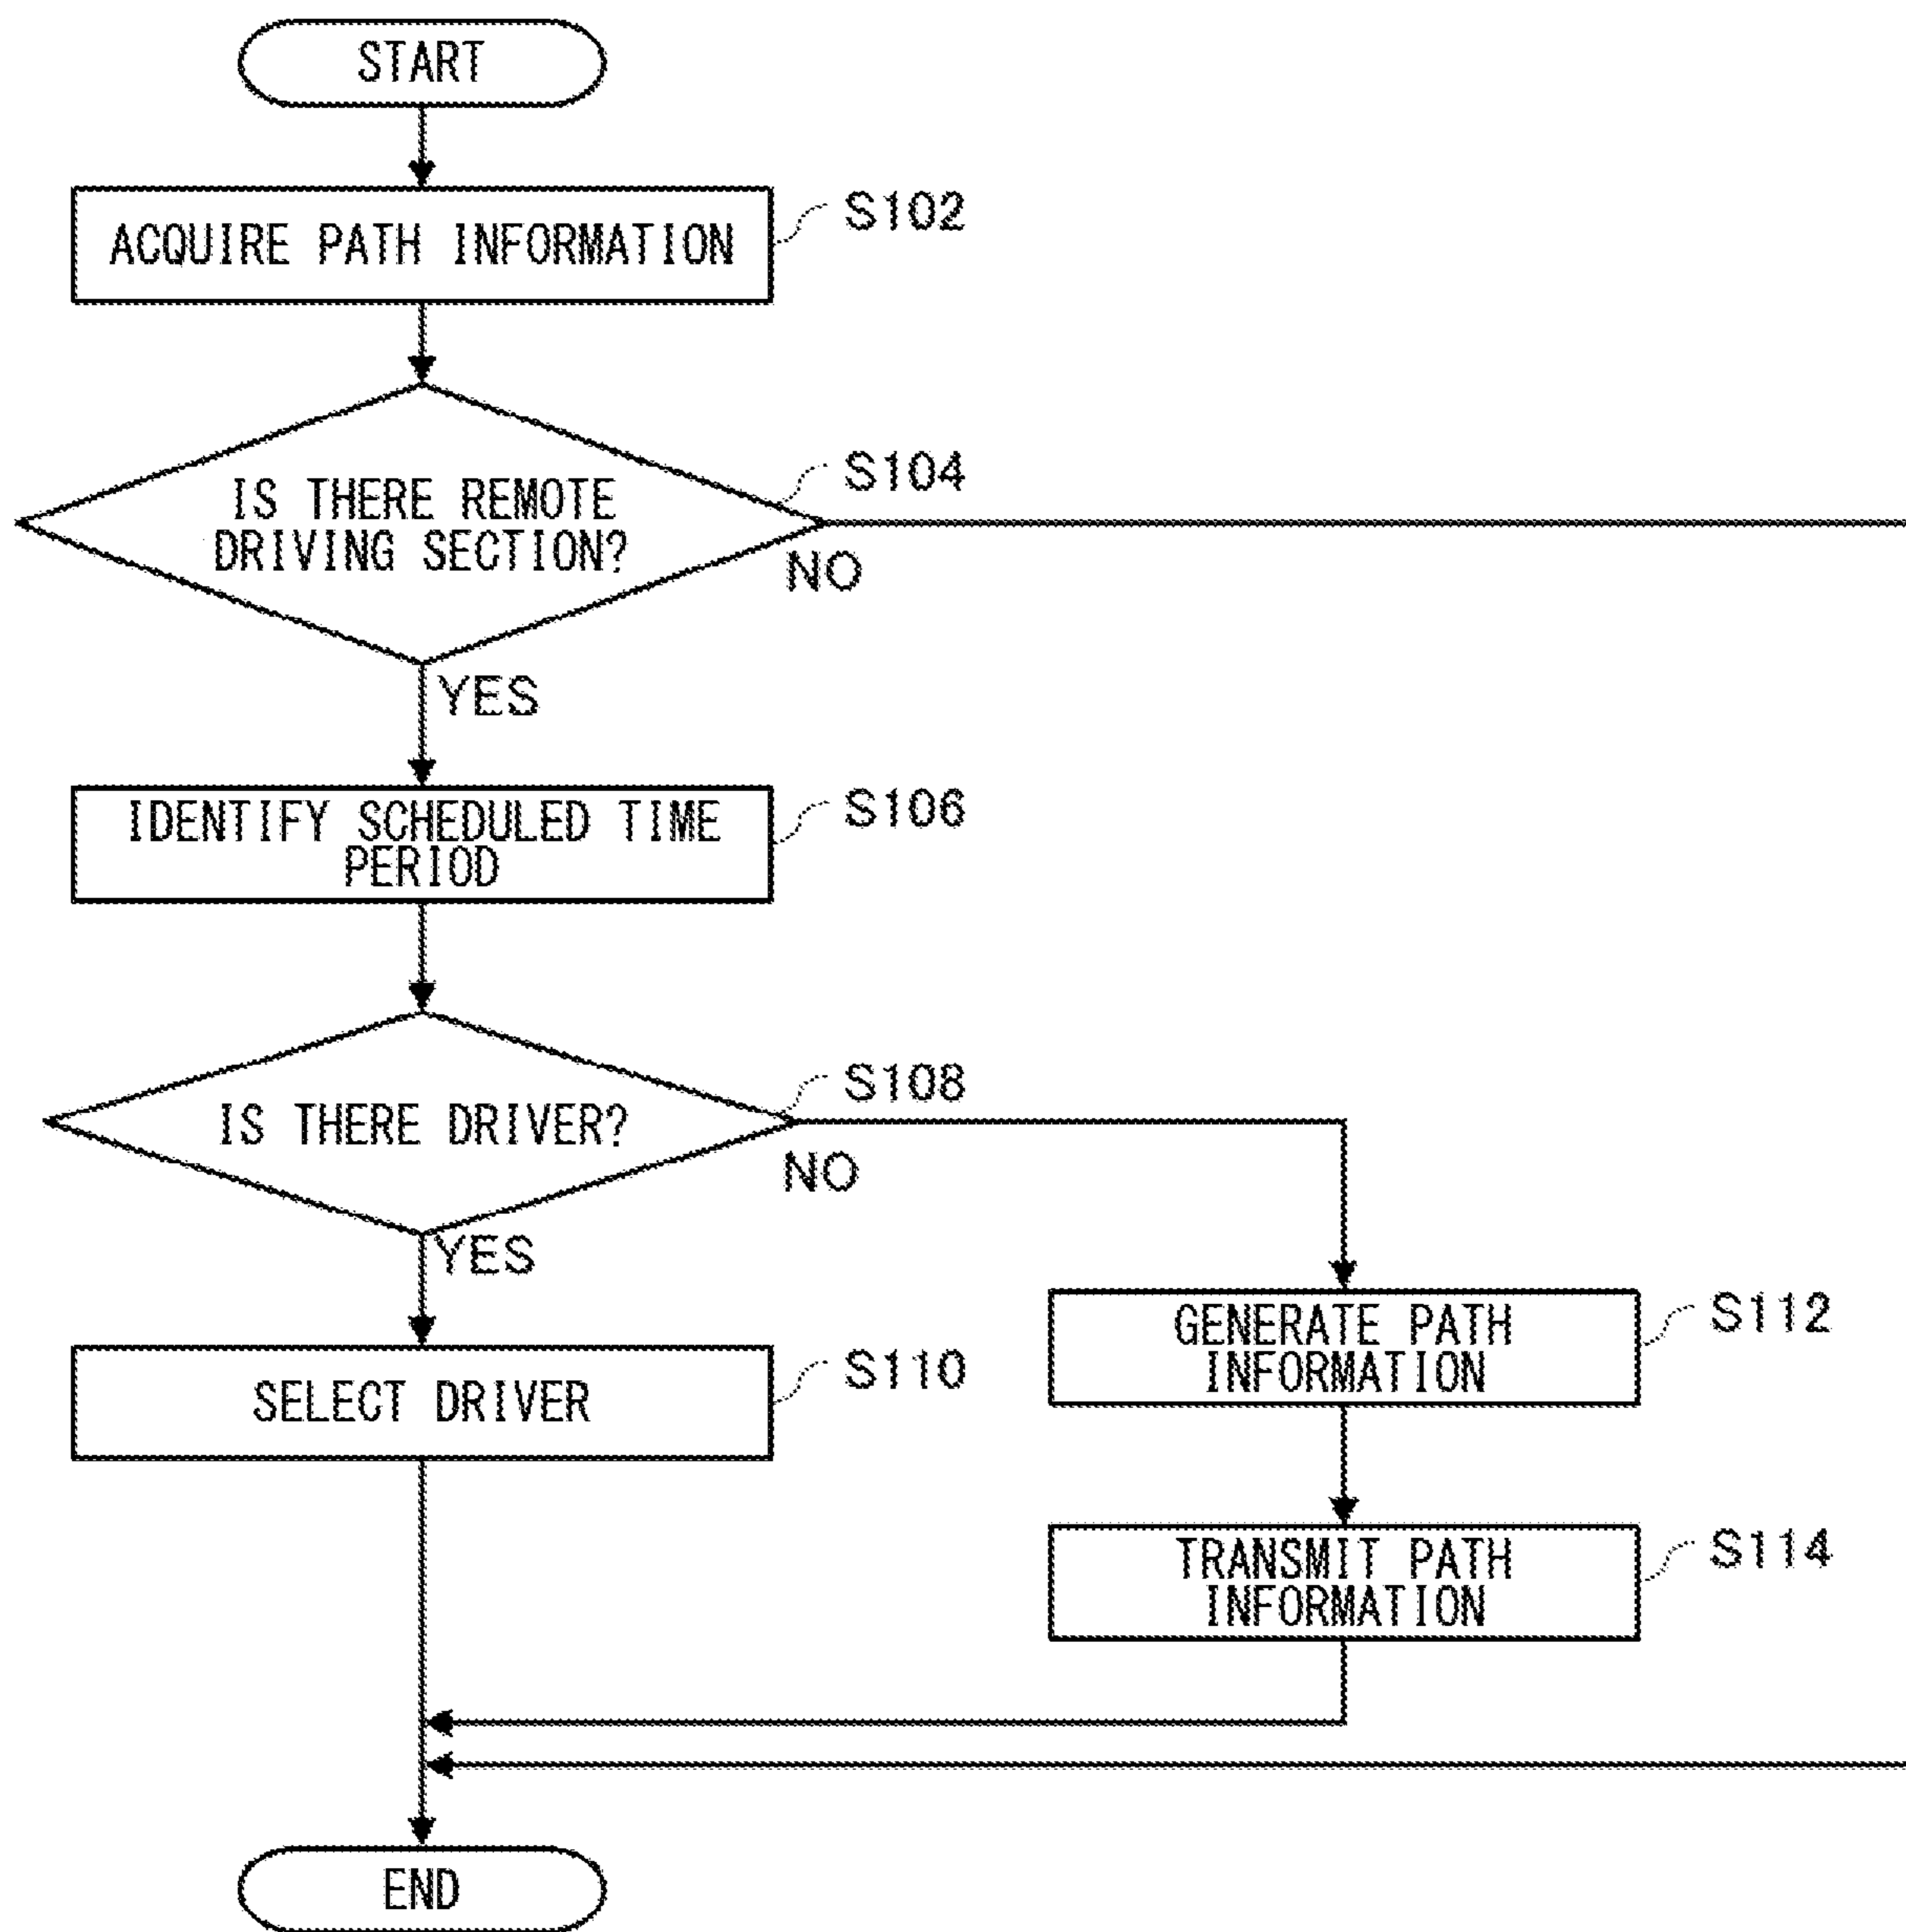 START
ACQUIRE PATH INFORMATION
S102
IS THERE REMOTE
DRIVING SECTION?
S104
NO
YES
IDENTIFY SCHEDULED TIME
PERIOD
S106
IS THERE DRIVER?
S108
NO
YES
SELECT DRIVER
S110
GENERATE PATH
INFORMATION
S112
TRANSMIT PATH
INFORMATION
S114
END